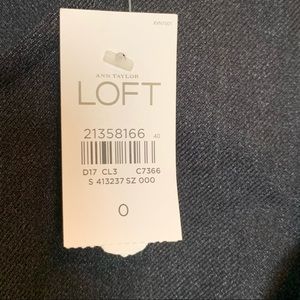 ANN TAYLOR
LOFT
21358166 40
D17 CL3 C7366
S 413237 SZ 000
0